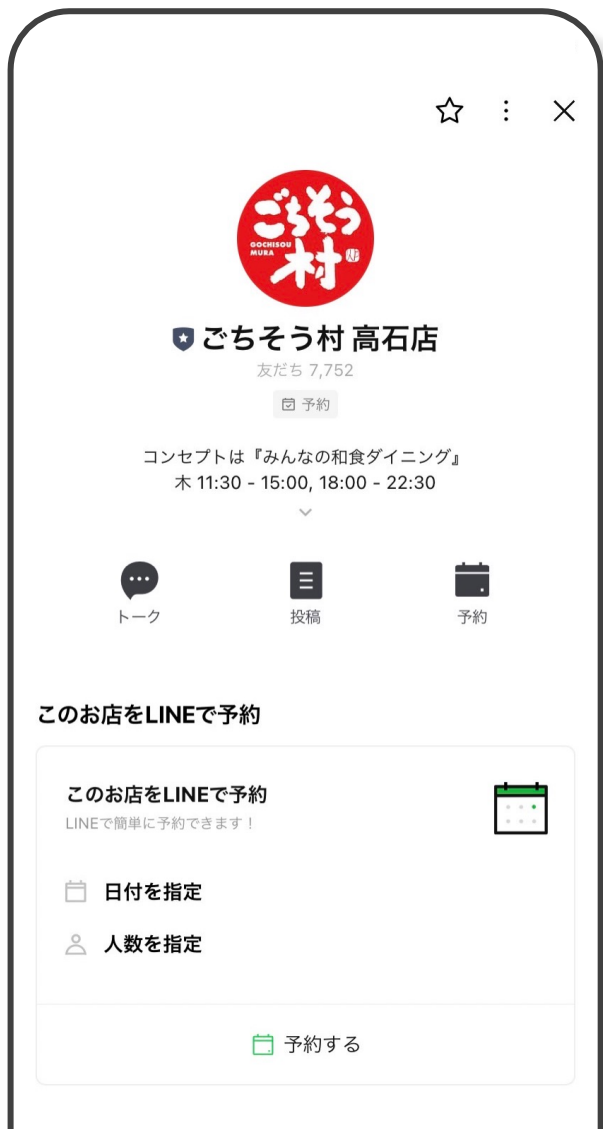 ごちそう
GOCHISOU
MURA
村
ごちそう村 高石店
友だち 7,752
予約
コンセプトは『みんなの和食ダイニング』
木 11:30 - 15:00, 18:00 - 22:30
トーク
投稿
予約
このお店をLINEで予約
このお店をLINEで予約
LINEで簡単に予約できます！
日付を指定
人数を指定
予約する